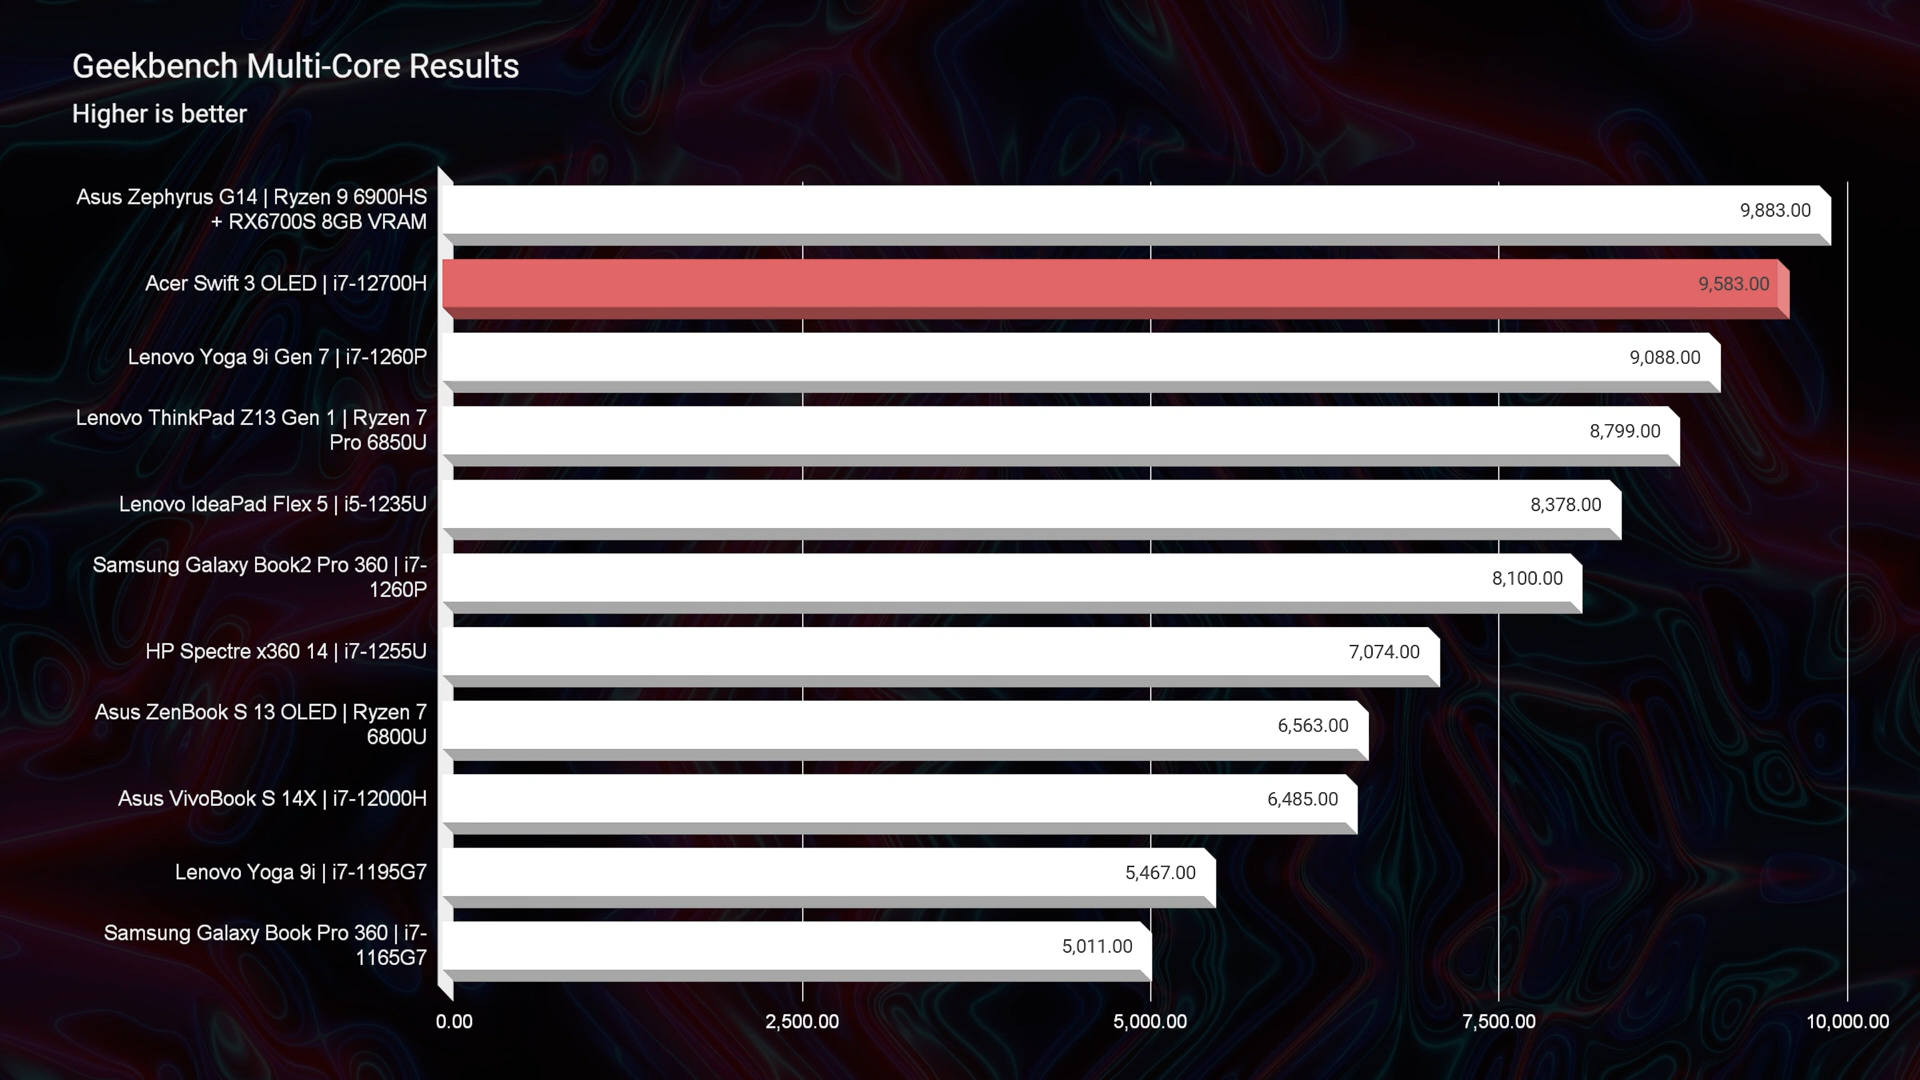 Geekbench Multi-Core Results
Higher is better
Asus Zephyrus G14 | Ryzen 9 6900HS
+ RX6700S 8GB VRAM
9,883.00
Acer Swift 3 OLED | i7-12700H
9,583.00
Lenovo Yoga 9i Gen 7 | i7-1260P
9,088.00
Lenovo ThinkPad Z13 Gen 1 | Ryzen 7
Pro 6850U
8,799.00
Lenovo IdeaPad Flex 5 | i5-1235U
8,378.00
Samsung Galaxy Book2 Pro 360 | i7-
1260P
8,100.00
HP Spectre x360 14 | i7-1255U
7,074.00
Asus ZenBook S 13 OLED | Ryzen 7
6800U
6,563.00
Asus VivoBook S 14X | i7-12000H
6,485.00
Lenovo Yoga 9i | i7-1195G7
5,467.00
Samsung Galaxy Book Pro 360 | i7-
1165G7
5,011.00
0.00
2,500.00
5,000.00
7,500.00
10,000.00